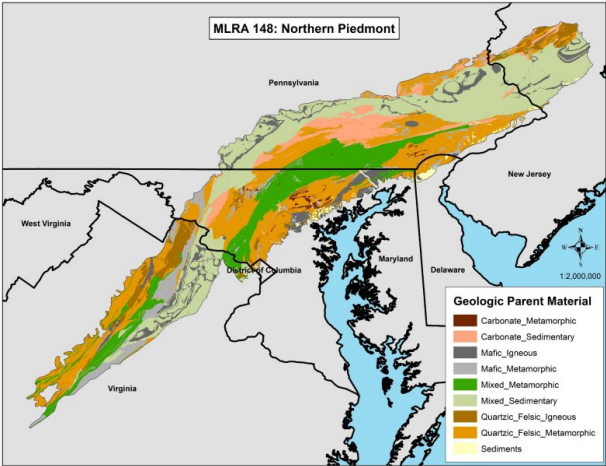 MLRA 148: Northern Piedmont
Pennsylvania
New Jersey
West Virginia
District of Columbia
Maryland
Delaware
N
W
E
S
1:2,000,000
Virginia
Geologic Parent Material
Carbonate_Metamorphic
Carbonate_Sedimentary
Mafic_Igneous
Mafic_Metamorphic
Mixed_Metamorphic
Mixed_Sedimentary
Quartzic_Felsic_Igneous
Quartzic_Felsic_Metamorphic
Sediments